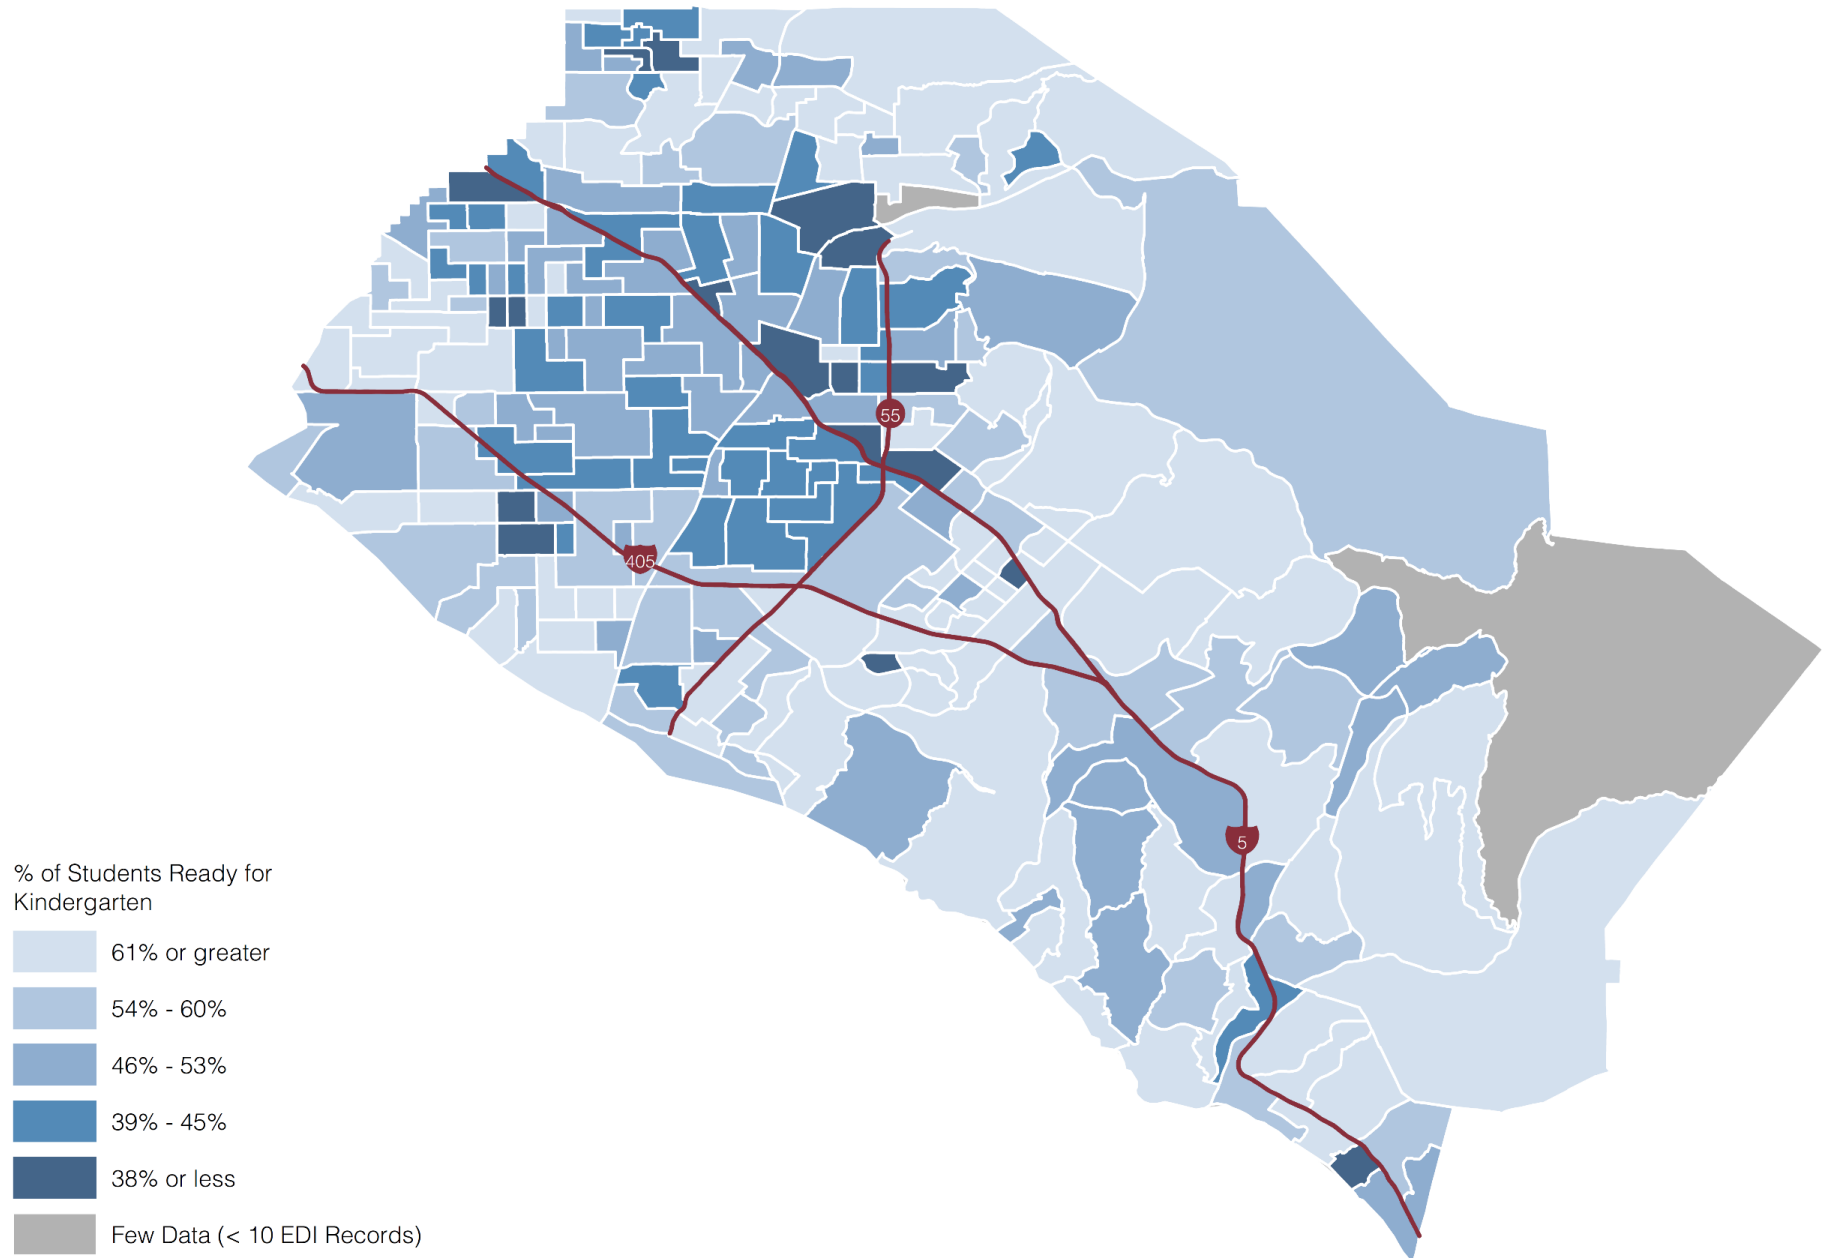 55
405
5
% of Students Ready for
Kindergarten
61% or greater
54% - 60%
46% - 53%
39% - 45%
38% or less
Few Data (< 10 EDI Records)